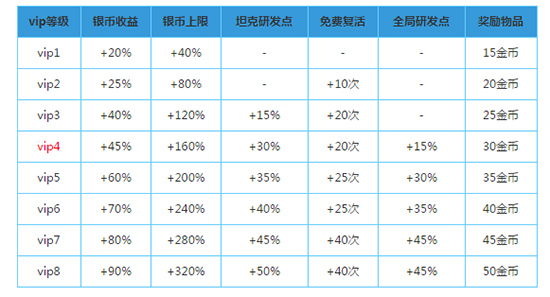 vip等级 银币收益 银币上限 坦克研发点 免费复活 全局研发点 奖励物品
vip1 +20% +40% - - - 15金币
vip2 +25% +80% - +10次 - 20金币
vip3 +40% +120% +15% +20次 - 25金币
vip4 +45% +160% +30% +20次 +15% 30金币
vip5 +60% +200% +35% +25次 +30% 35金币
vip6 +70% +240% +40% +25次 +35% 40金币
vip7 +80% +280% +45% +40次 +45% 45金币
vip8 +90% +320% +50% +40次 +45% 50金币